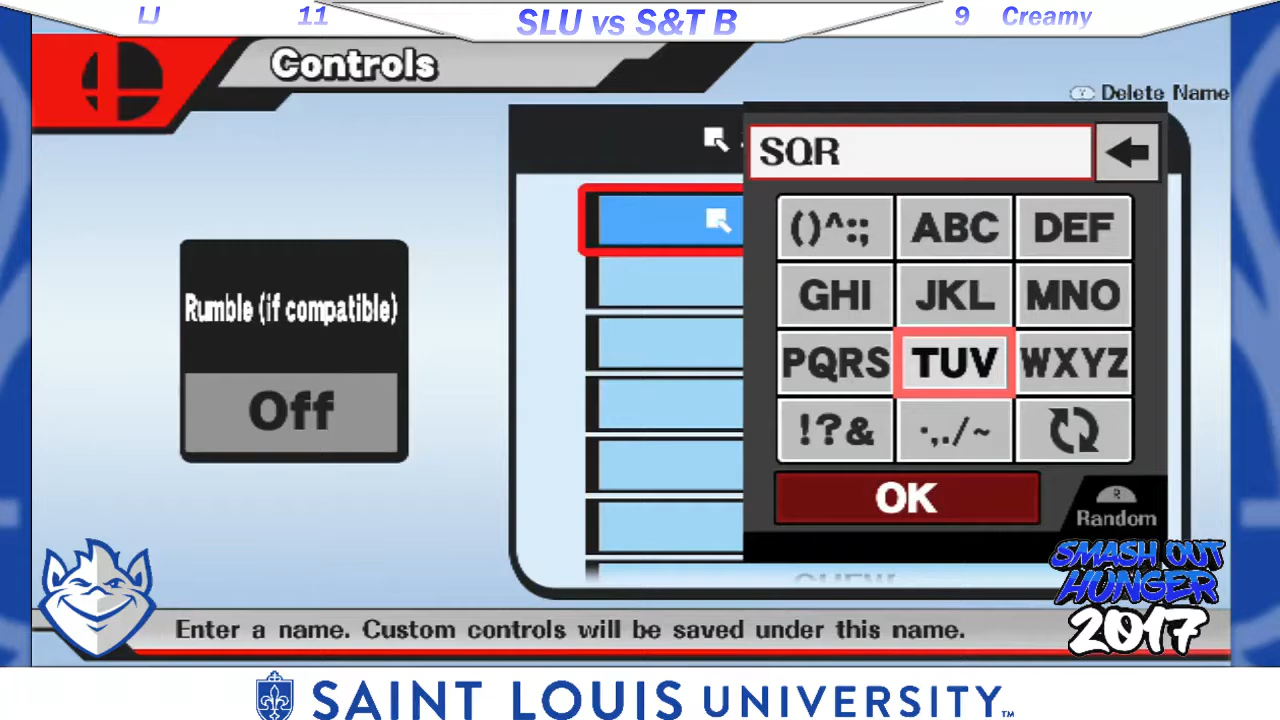 LJ 11 SLU vs S&T B 9 Creamy
Controls
Y Delete Name
SQR
()^:; ABC DEF
GHI JKL MNO
PQRS TUV WXYZ
!?& ·,./~
OK
R
Random
Rumble (if compatible)
Off
SMASH OUT
HUNGER
2017
Enter a name. Custom controls will be saved under this name.
SAINT LOUIS UNIVERSITY™